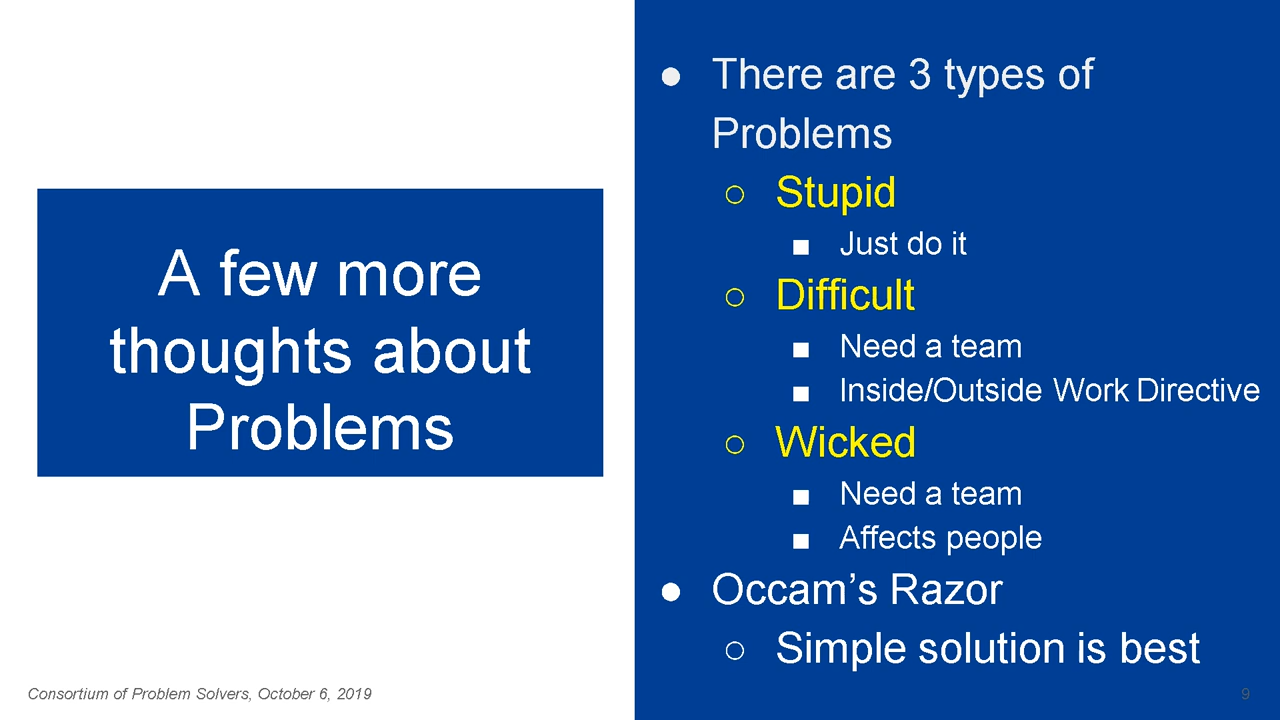 A few more
thoughts about
Problems
● There are 3 types of
Problems
○ Stupid
■ Just do it
○ Difficult
■ Need a team
■ Inside/Outside Work Directive
○ Wicked
■ Need a team
■ Affects people
● Occam’s Razor
○ Simple solution is best
Consortium of Problem Solvers, October 6, 2019
9